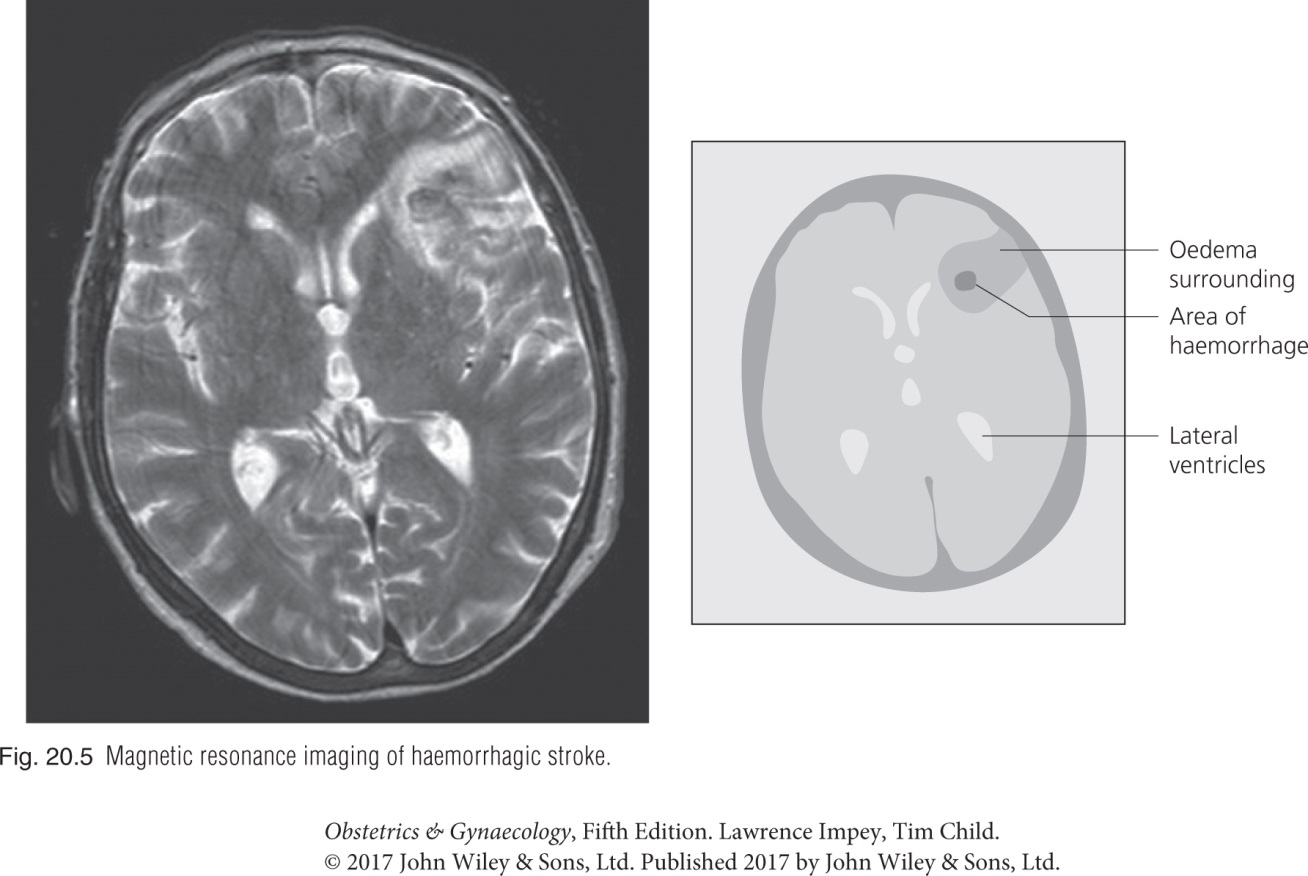 Oedema
surrounding
Area of
haemorrhage
Lateral
ventricles
Fig. 20.5 Magnetic resonance imaging of haemorrhagic stroke.
Obstetrics & Gynaecology, Fifth Edition. Lawrence Impey, Tim Child.
© 2017 John Wiley & Sons, Ltd. Published 2017 by John Wiley & Sons, Ltd.